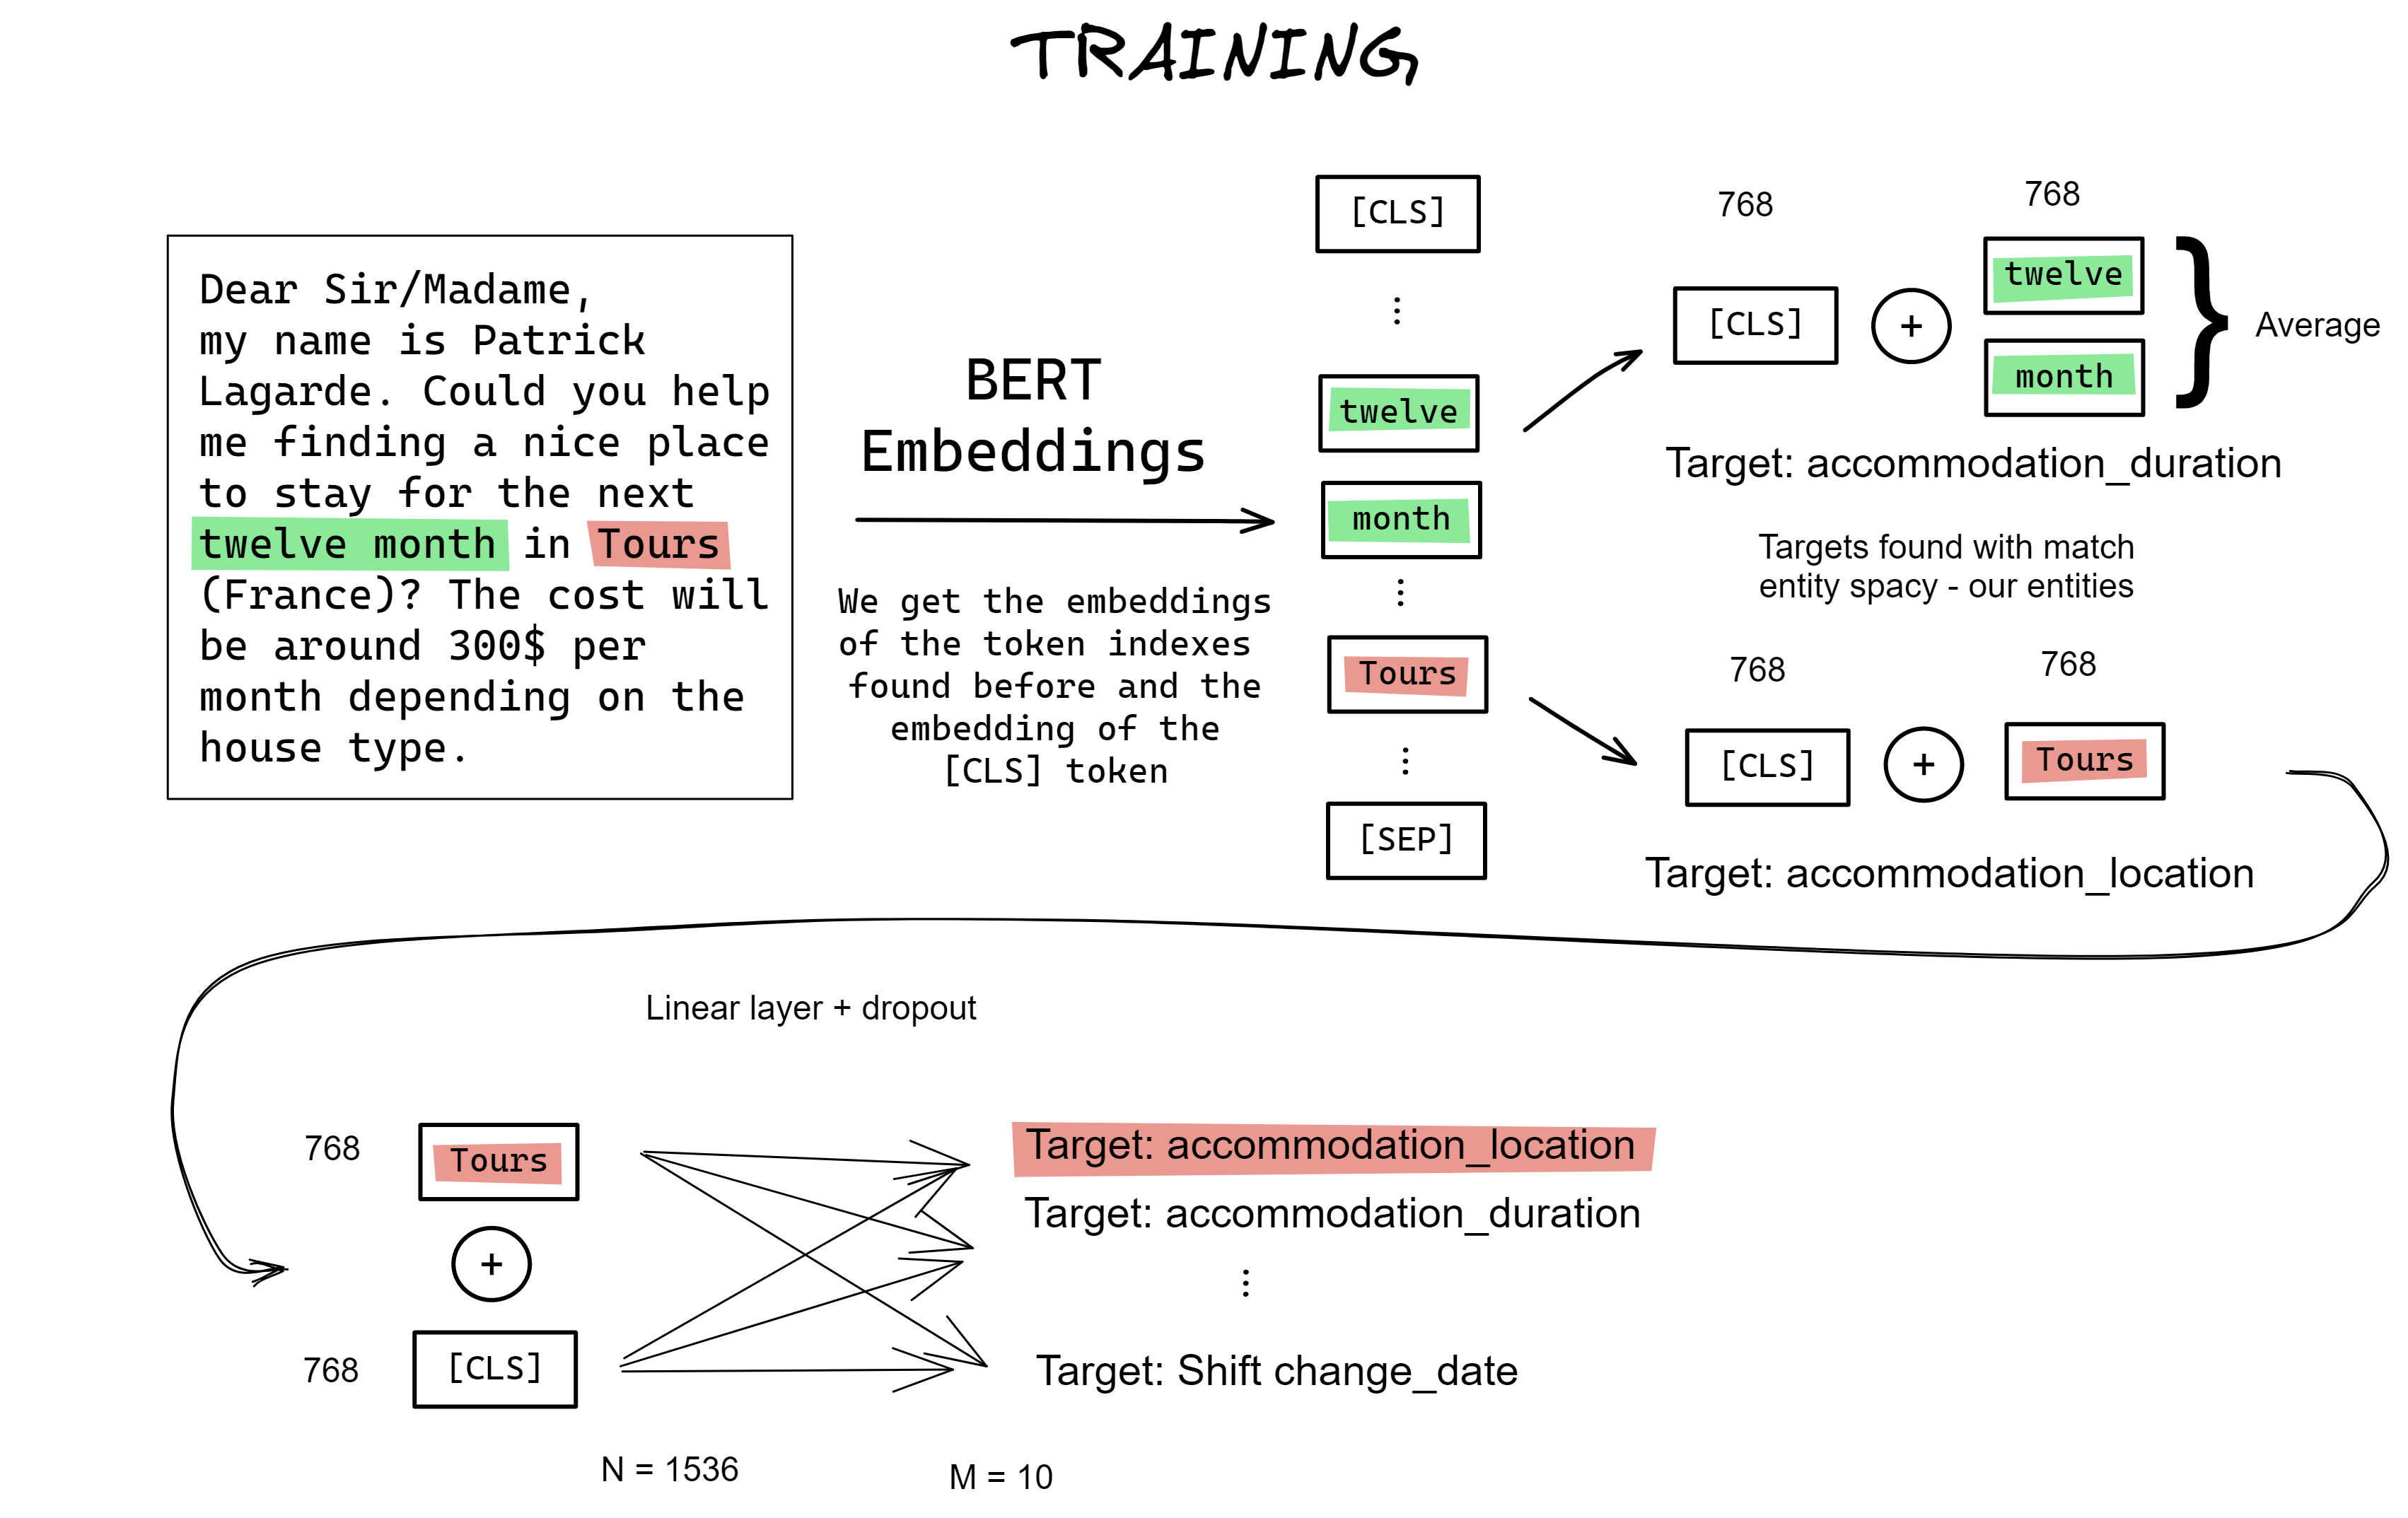 TRAINING
Dear Sir/Madame,
my name is Patrick
Lagarde. Could you help
me finding a nice place
to stay for the next
twelve month in Tours
(France)? The cost will
be around 300$ per
month depending on the
house type.
BERT
Embeddings
We get the embeddings
of the token indexes
found before and the
embedding of the
[CLS] token
[CLS]
⋮
twelve
month
⋮
Tours
⋮
[SEP]
768
768
[CLS]
+
twelve
month
}
Average
Target: accommodation_duration
Targets found with match
entity spacy - our entities
768
768
[CLS]
+
Tours
Target: accommodation_location
Linear layer + dropout
768
Tours
+
768
[CLS]
Target: accommodation_location
Target: accommodation_duration
⋮
Target: Shift change_date
N = 1536
M = 10